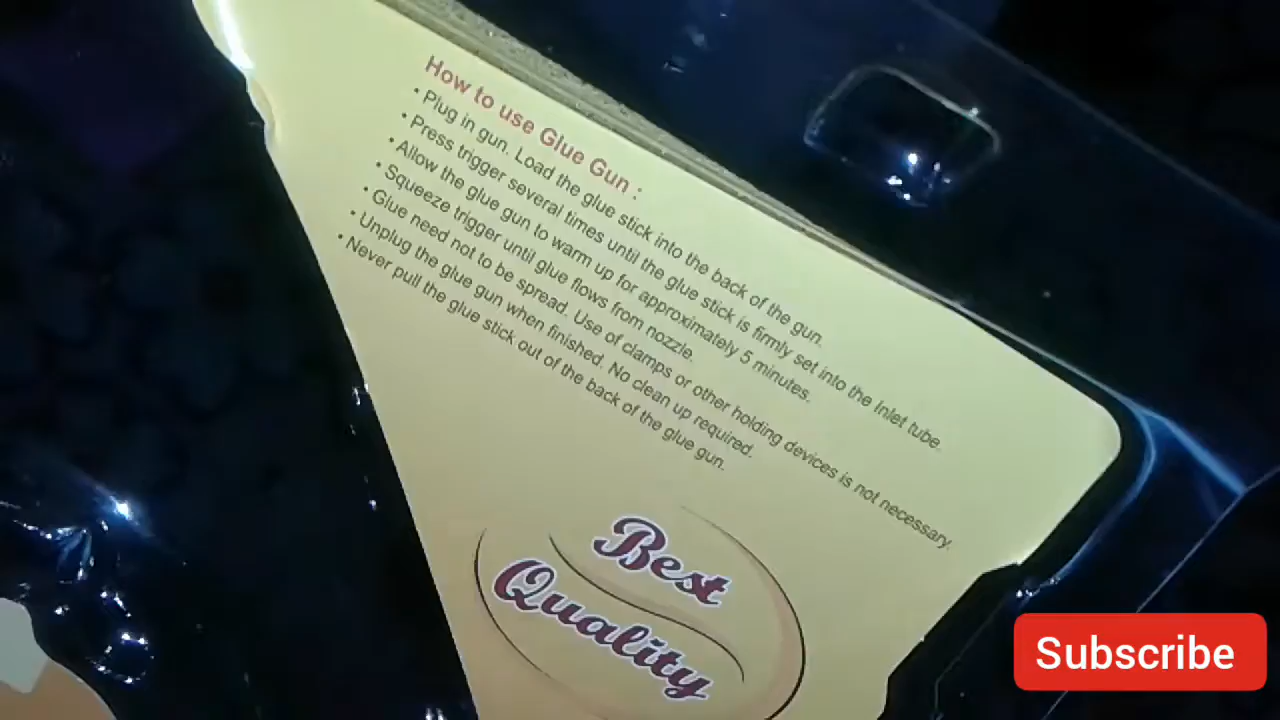 How to use Glue Gun :
• Plug in gun. Load the glue stick into the back of the gun.
• Press trigger several times until the glue stick is firmly set into the Inlet tube.
• Allow the glue gun to warm up for approximately 5 minutes.
• Squeeze trigger until glue flows from nozzle.
• Glue need not to be spread. Use of clamps or other holding devices is not necessary.
• Unplug the glue gun when finished. No clean up required.
• Never pull the glue stick out of the back of the glue gun.
Best
Quality
Subscribe